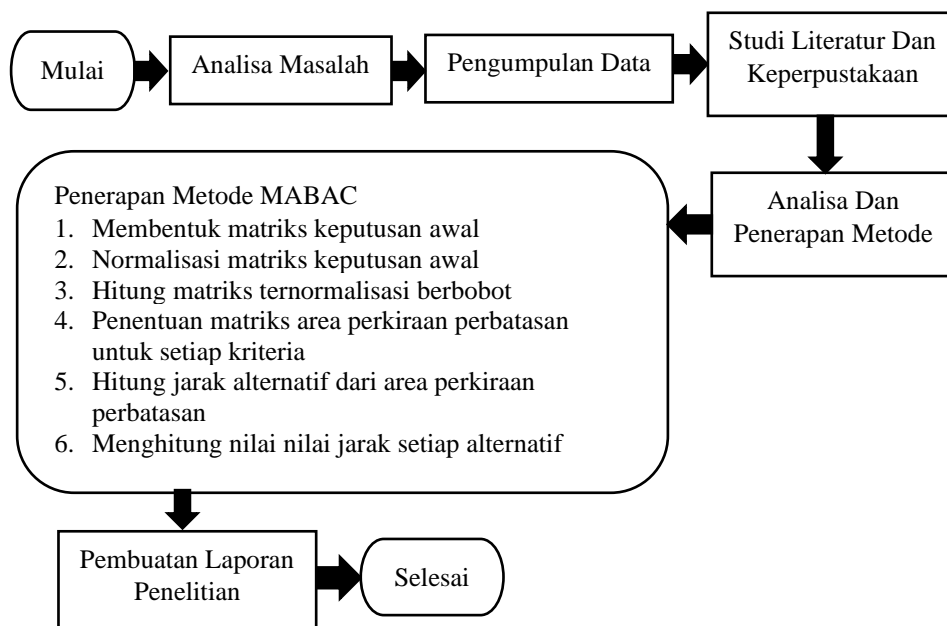 Mulai
Analisa Masalah
Pengumpulan Data
Studi Literatur Dan
Keperpustakaan
Analisa Dan
Penerapan Metode
Penerapan Metode MABAC
1. Membentuk matriks keputusan awal
2. Normalisasi matriks keputusan awal
3. Hitung matriks ternormalisasi berbobot
4. Penentuan matriks area perkiraan perbatasan
untuk setiap kriteria
5. Hitung jarak alternatif dari area perkiraan
perbatasan
6. Menghitung nilai nilai jarak setiap alternatif
Pembuatan Laporan
Penelitian
Selesai